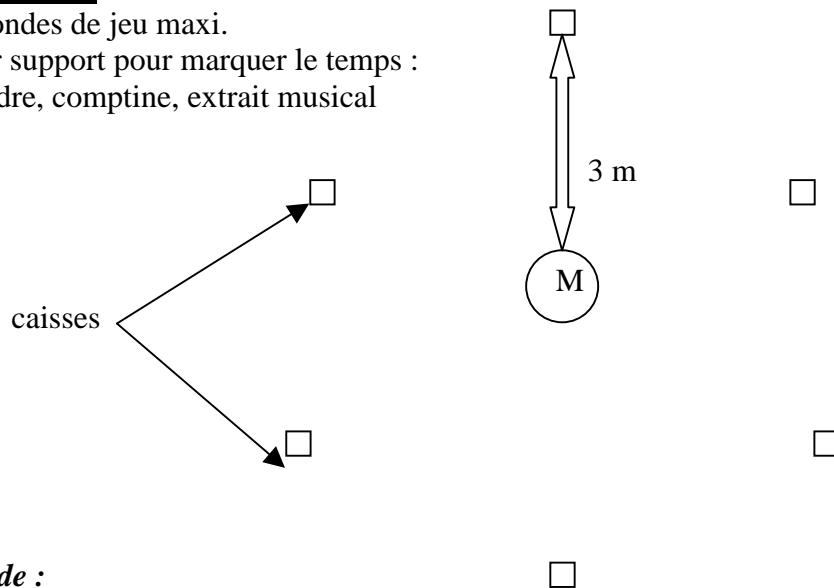 ondes de jeu maxi.
r support pour marquer le temps :
dre, comptine, extrait musical
3 m
M
caisses
de :